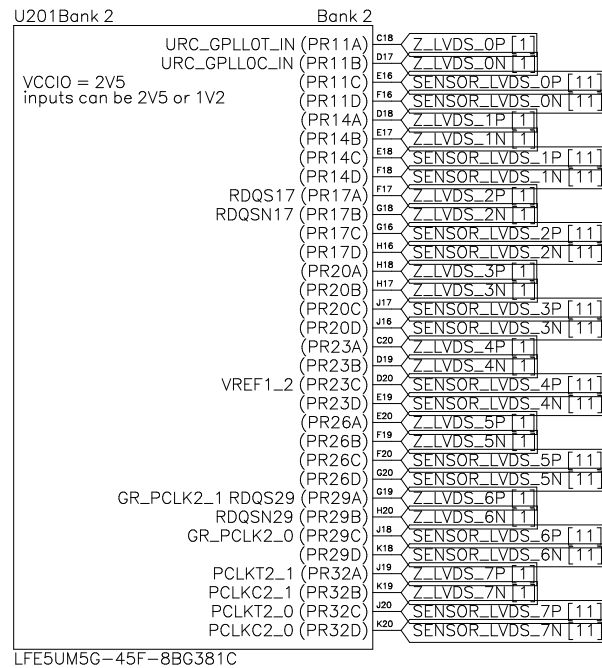 U201Bank 2 Bank 2
URC_GPLL0T_IN (PR11A) C18 Z_LVDS_0P [1]
URC_GPLL0C_IN (PR11B) D17 Z_LVDS_0N [1]
VCCIO = 2V5 (PR11C) E16 SENSOR_LVDS_0P [11]
inputs can be 2V5 or 1V2 (PR11D) F16 SENSOR_LVDS_0N [11]
(PR14A) D18 Z_LVDS_1P [1]
(PR14B) E17 Z_LVDS_1N [1]
(PR14C) E18 SENSOR_LVDS_1P [11]
(PR14D) F18 SENSOR_LVDS_1N [11]
RDQS17 (PR17A) F17 Z_LVDS_2P [1]
RDQSN17 (PR17B) G18 Z_LVDS_2N [1]
(PR17C) G16 SENSOR_LVDS_2P [11]
(PR17D) H16 SENSOR_LVDS_2N [11]
(PR20A) H18 Z_LVDS_3P [1]
(PR20B) H17 Z_LVDS_3N [1]
(PR20C) J17 SENSOR_LVDS_3P [11]
(PR20D) J16 SENSOR_LVDS_3N [11]
(PR23A) C20 Z_LVDS_4P [1]
(PR23B) D19 Z_LVDS_4N [1]
VREF1_2 (PR23C) D20 SENSOR_LVDS_4P [11]
(PR23D) E19 SENSOR_LVDS_4N [11]
(PR26A) E20 Z_LVDS_5P [1]
(PR26B) F19 Z_LVDS_5N [1]
(PR26C) F20 SENSOR_LVDS_5P [11]
(PR26D) G20 SENSOR_LVDS_5N [11]
GR_PCLK2_1 RDQS29 (PR29A) G19 Z_LVDS_6P [1]
RDQSN29 (PR29B) H20 Z_LVDS_6N [1]
GR_PCLK2_0 (PR29C) J18 SENSOR_LVDS_6P [11]
(PR29D) K18 SENSOR_LVDS_6N [11]
PCLKT2_1 (PR32A) J19 Z_LVDS_7P [1]
PCLKC2_1 (PR32B) K19 Z_LVDS_7N [1]
PCLKT2_0 (PR32C) J20 SENSOR_LVDS_7P [11]
PCLKC2_0 (PR32D) K20 SENSOR_LVDS_7N [11]
LFE5UM5G-45F-8BG381C